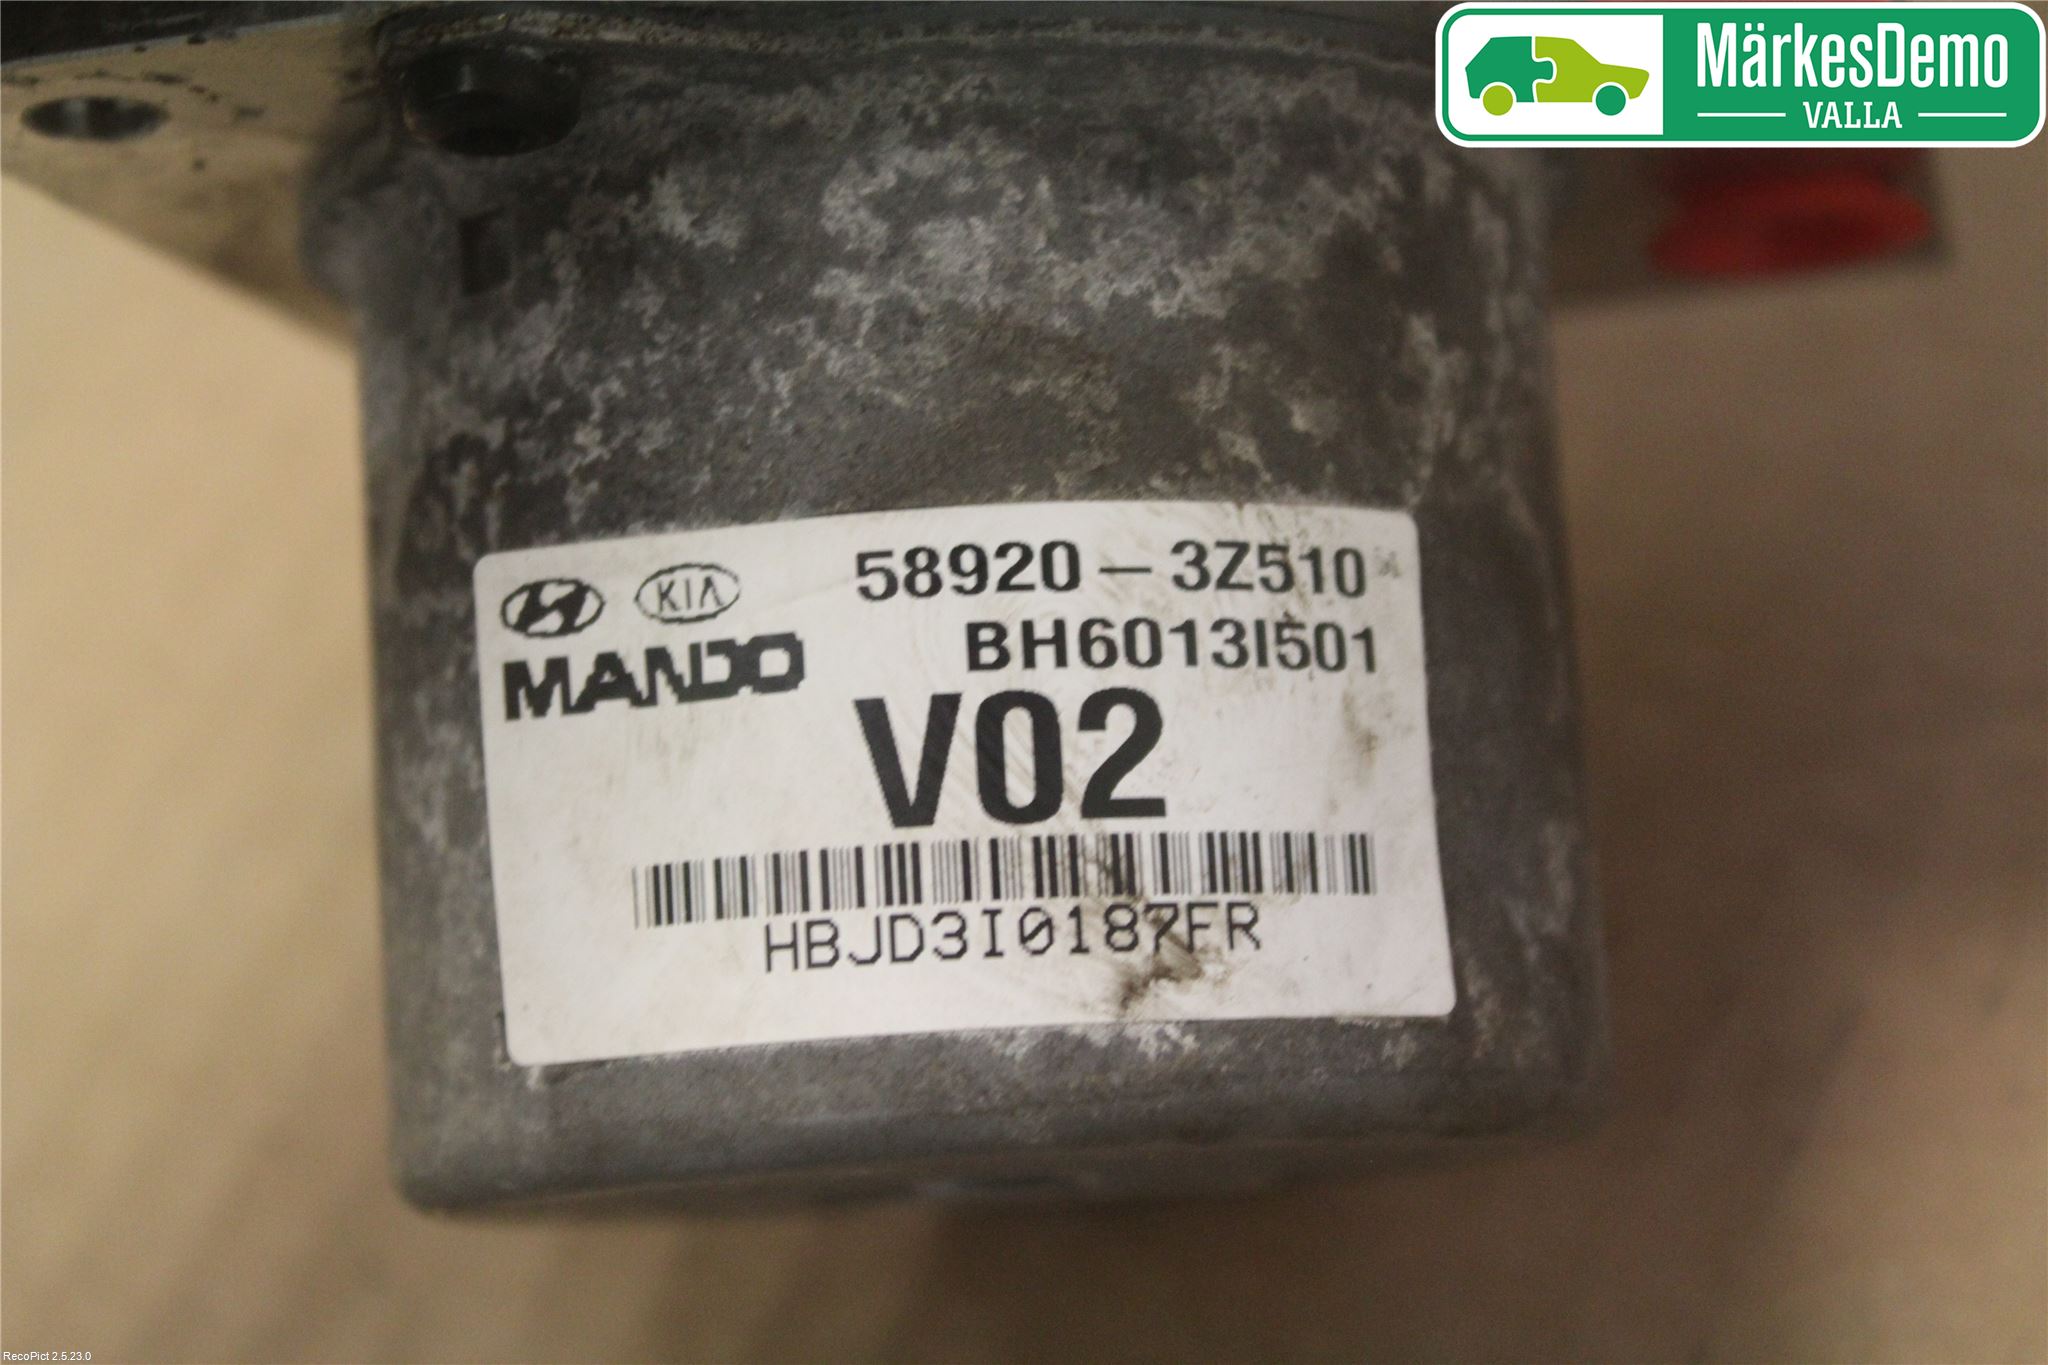 MärkesDemo
VALLA
58920-3Z510
KIA
BH6013I501
MANDO
V02
HBJD3I0187FR
RecoPict 2.5.23.0